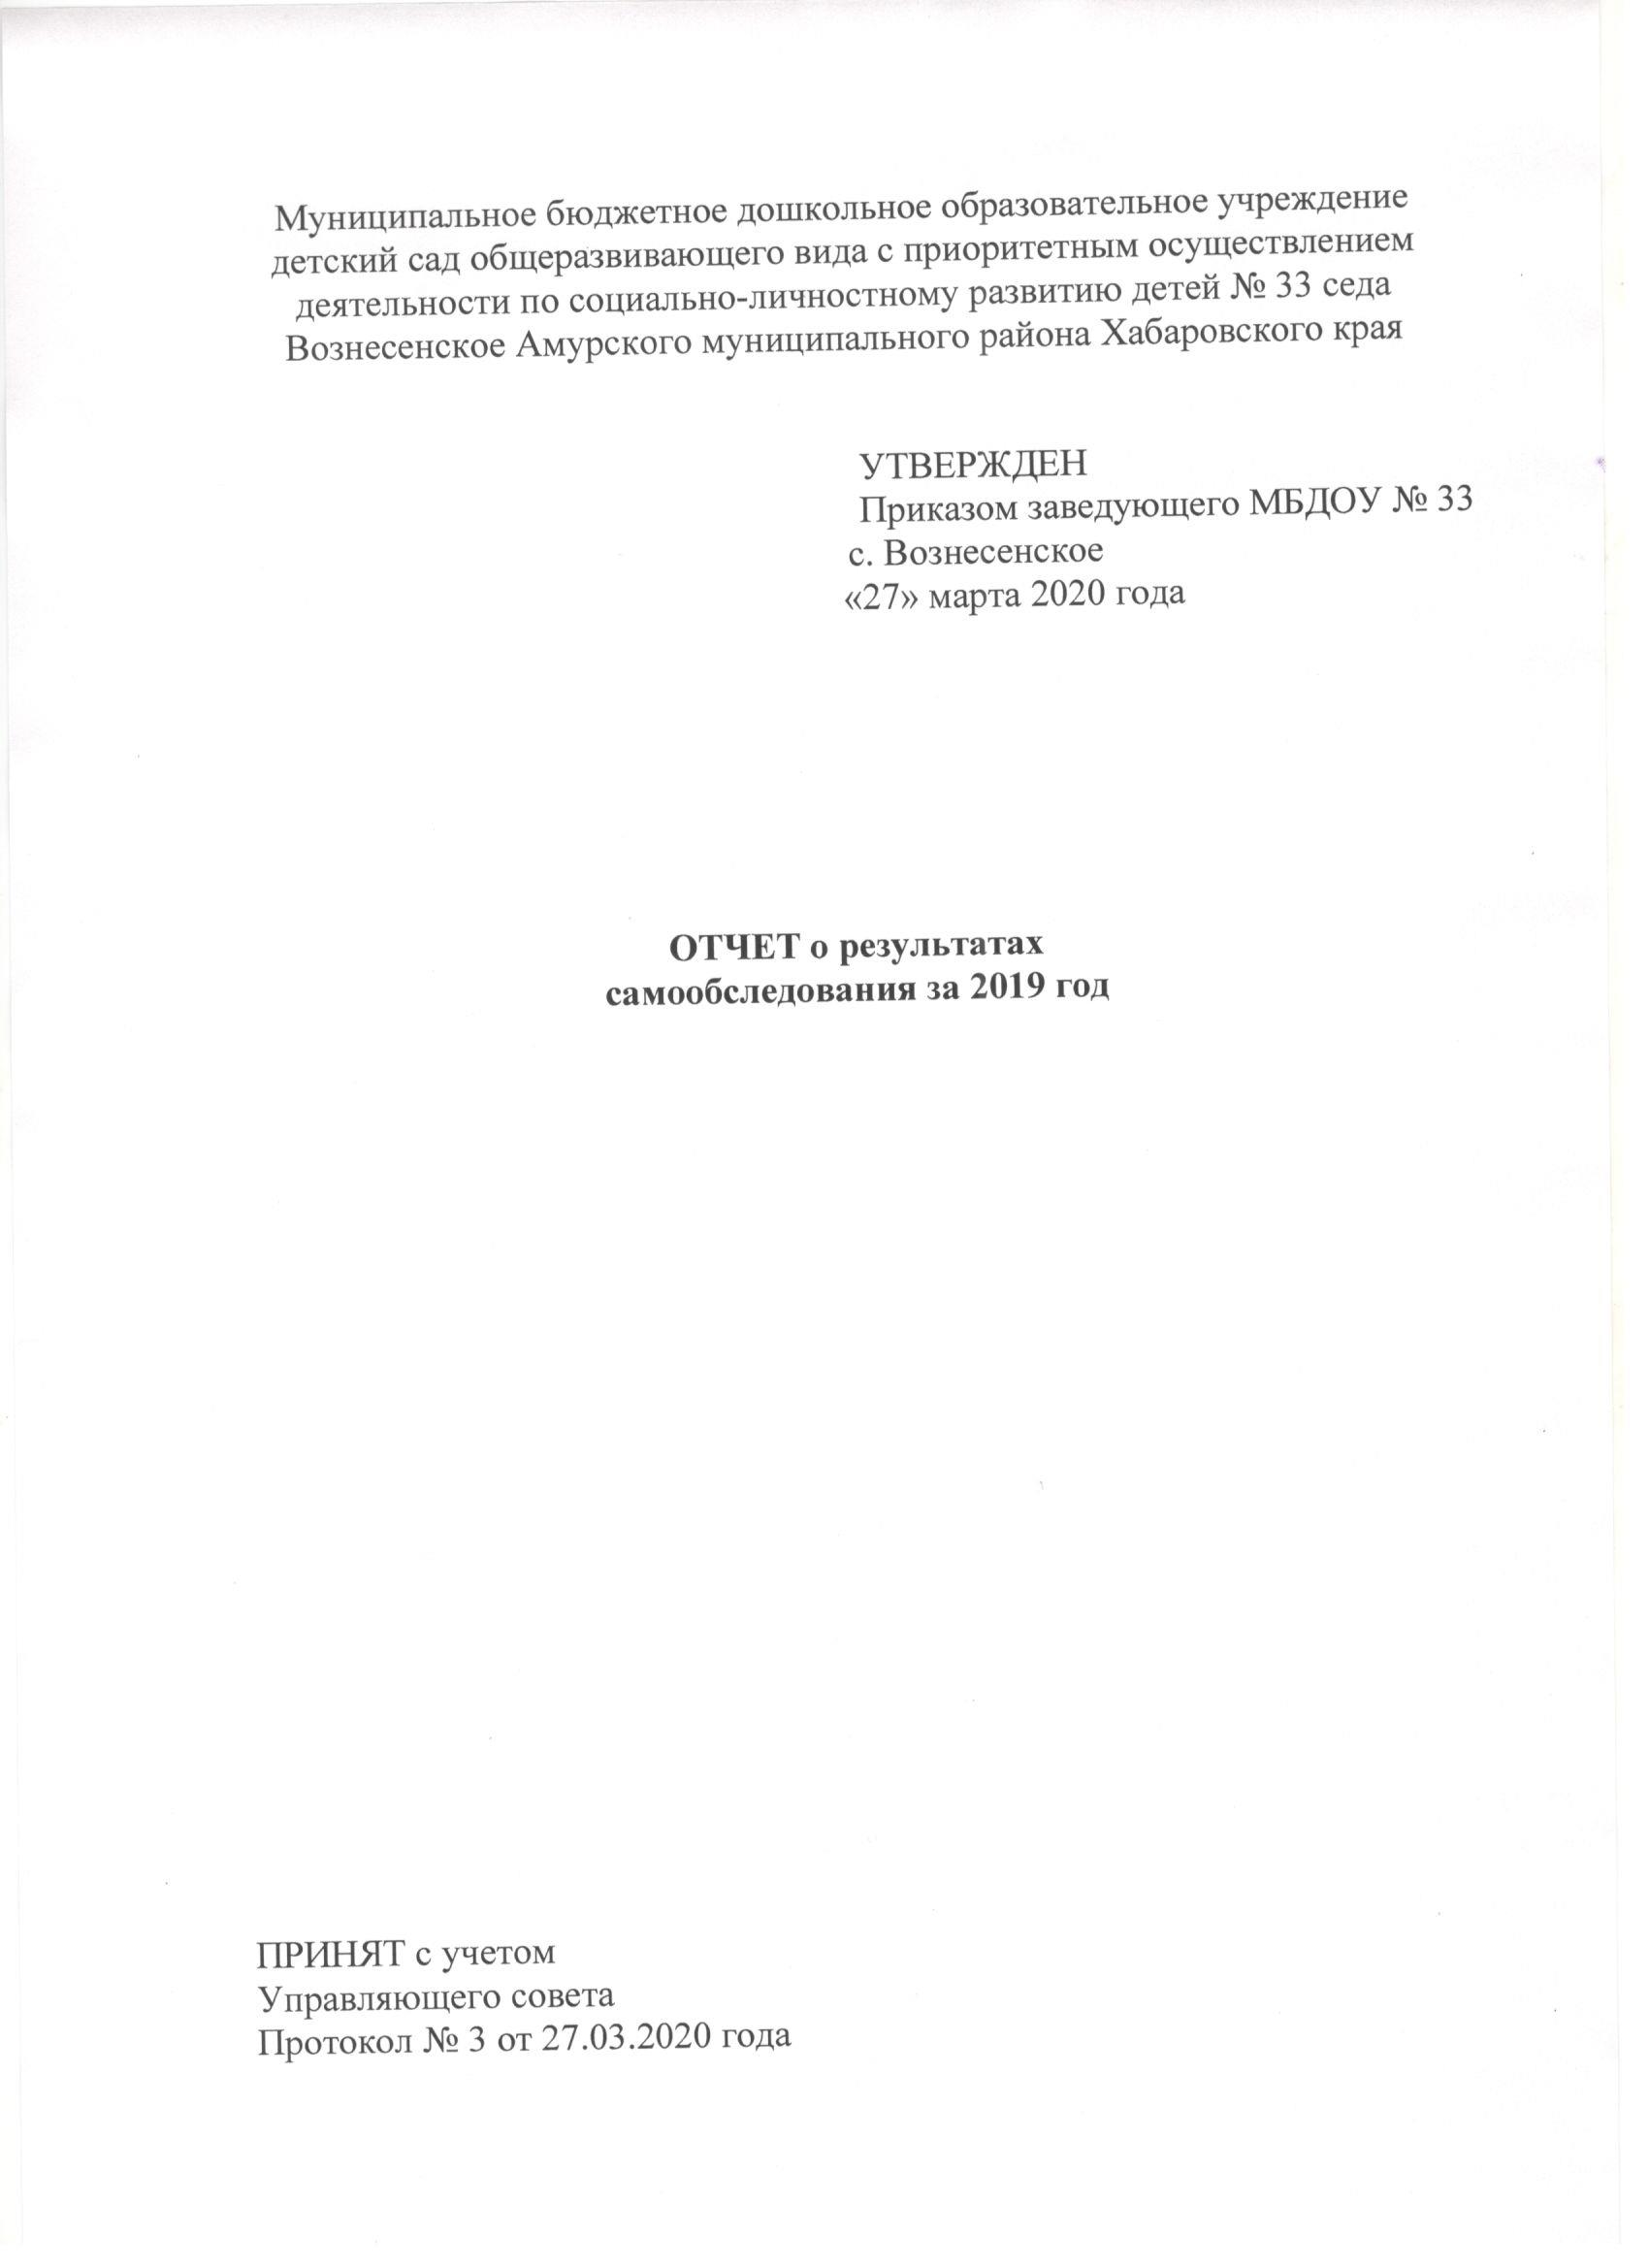 Муниципальное бюджетное дошкольное образовательное учреждение
детский сад общеразвивающего вида с приоритетным осуществлением
деятельности по социально-личностному развитию детей № 33 седа
Вознесенское Амурского муниципального района Хабаровского края
УТВЕРЖДЕН
Приказом заведующего МБДОУ № 33
с. Вознесенское
«27» марта 2020 года
ОТЧЕТ о результатах
самообследования за 2019 год
ПРИНЯТ с учетом
Управляющего совета
Протокол № 3 от 27.03.2020 года